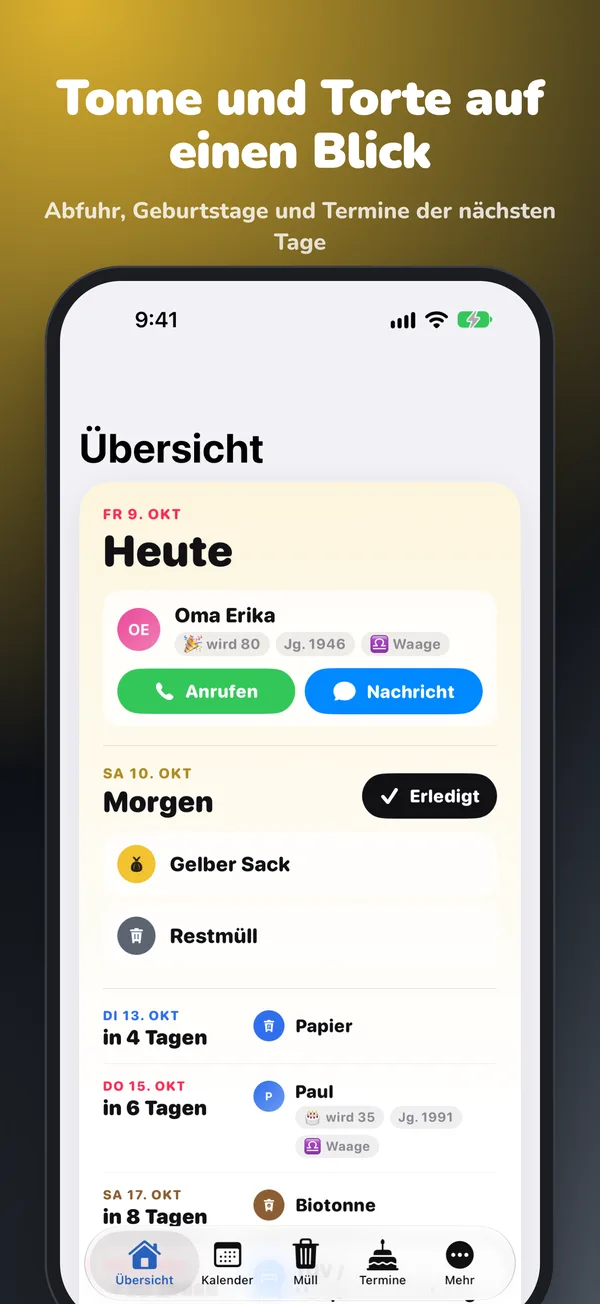 Tonne und Torte auf
einen Blick
Abfuhr, Geburtstage und Termine der nächsten
Tage
9:41
Übersicht
FR 9. OKT
Heute
OE
Oma Erika
wird 80
Jg. 1946
Waage
Anrufen
Nachricht
SA 10. OKT
Morgen
Erledigt
Gelber Sack
Restmüll
DI 13. OKT
in 4 Tagen
Papier
DO 15. OKT
in 6 Tagen
P
Paul
wird 35
Jg. 1991
Waage
SA 17. OKT
in 8 Tagen
Biotonne
Übersicht
Kalender
Müll
Termine
Mehr